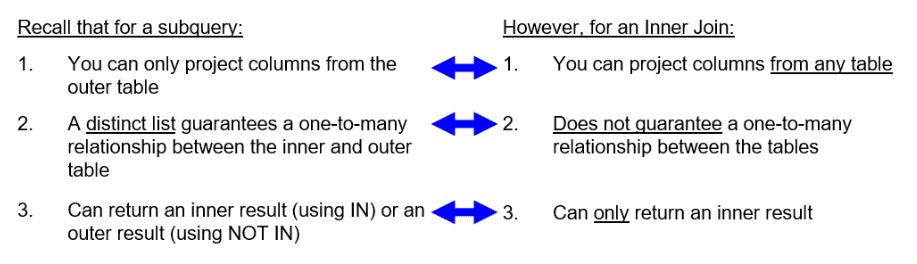 Recall that for a subquery:
1. You can only project columns from the
outer table
2. A distinct list guarantees a one-to-many
relationship between the inner and outer
table
3. Can return an inner result (using IN) or an
outer result (using NOT IN)
However, for an Inner Join:
1. You can project columns from any table
2. Does not guarantee a one-to-many
relationship between the tables
3. Can only return an inner result